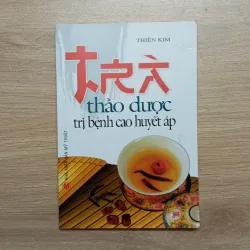 THIÊN KIM
TRÀ
thảo dược
trị bệnh cao huyết áp